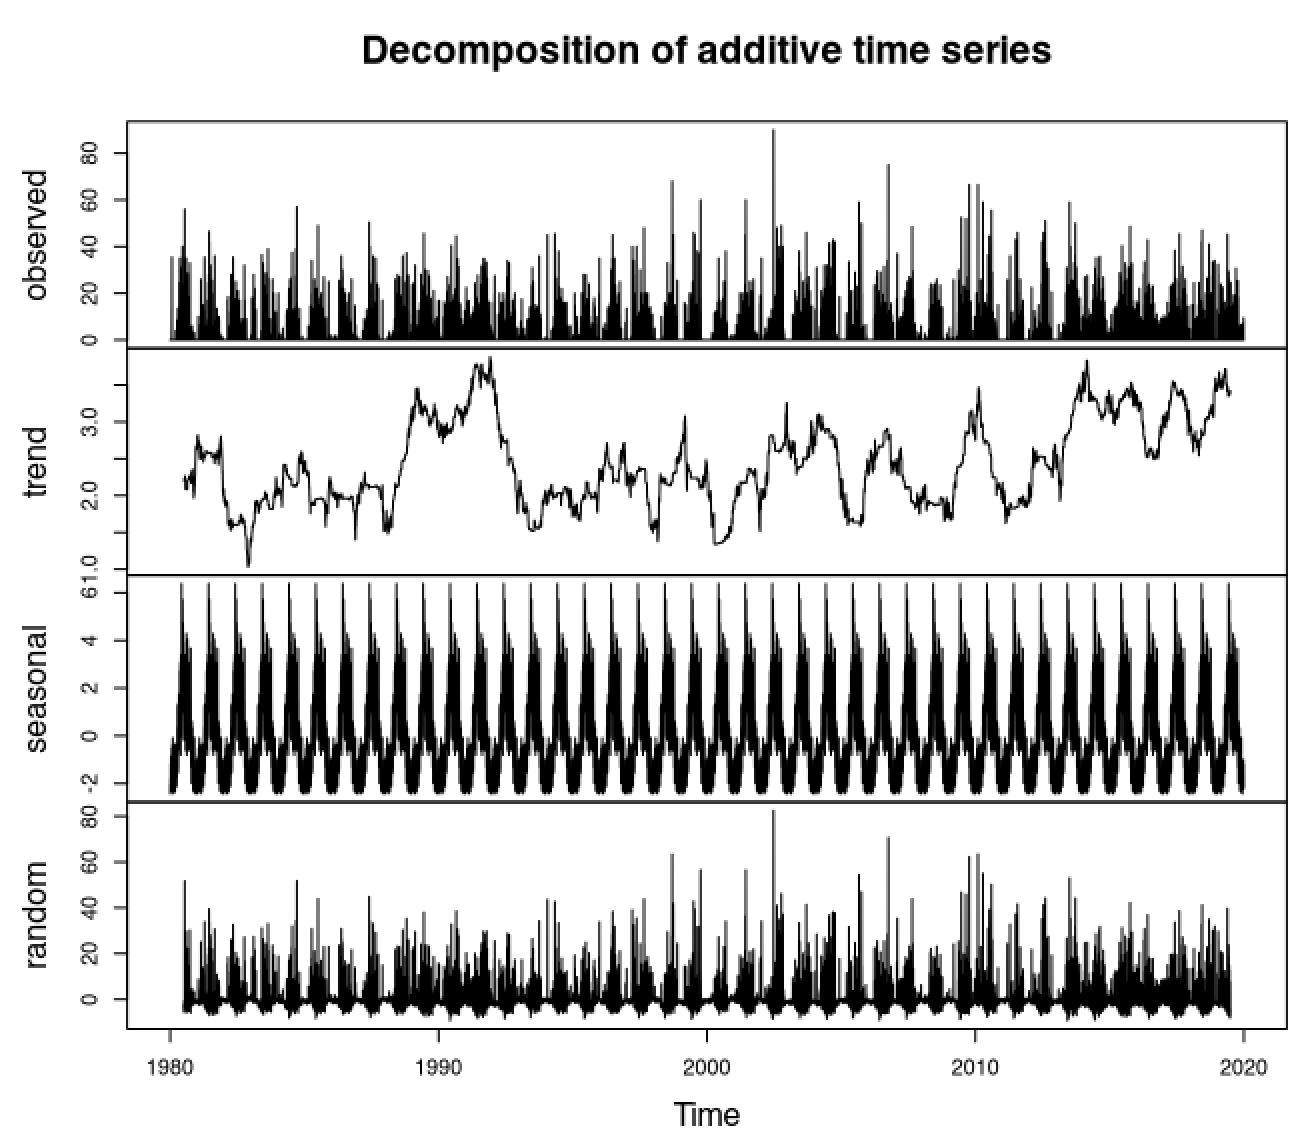 Decomposition of additive time series
observed
0 20 40 60 80
trend
1.0 2.0 3.0
seasonal
-2 0 2 4 6
random
0 20 40 60 80
1980 1990 2000 2010 2020
Time